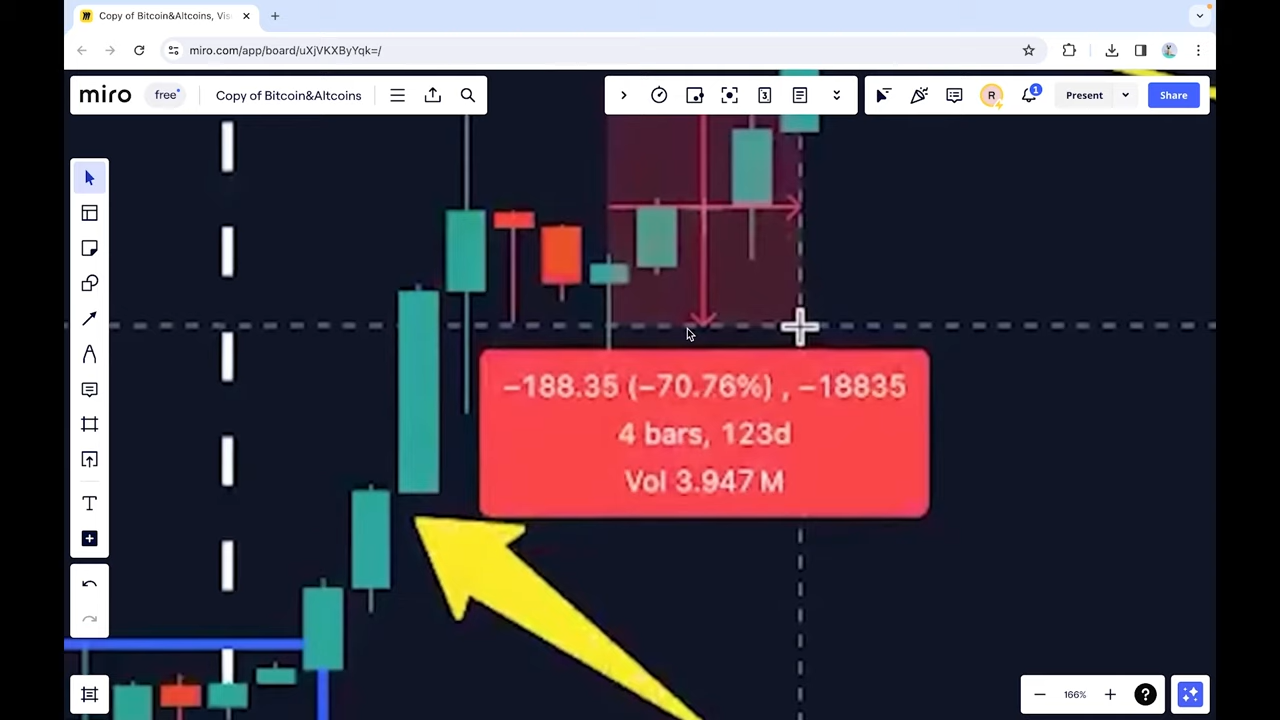 Copy of Bitcoin&Altcoins, Vis
miro.com/app/board/uXjVKXByYqk=/
miro
free
Copy of Bitcoin&Altcoins
3
R
1
Present
Share
−188.35 (−70.76%) , −18835
4 bars, 123d
Vol 3.947 M
T
166%
?